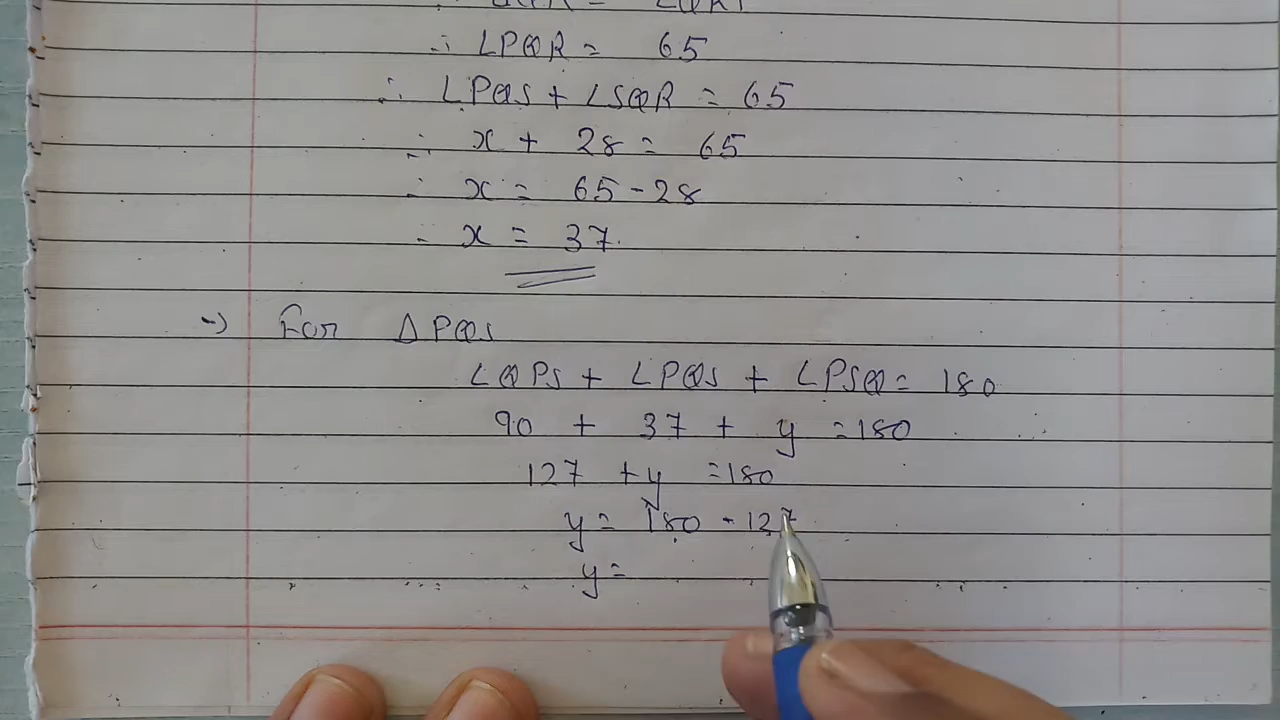 ∴ ∠PQR = 65
∴ ∠PQS + ∠SQR = 65
∴ x + 28 = 65
∴ x = 65 - 28
∴ x = 37.
→ For ΔPQS
∠QPS + ∠PQS + ∠PSQ = 180
90 + 37 + y = 180
127 + y = 180
y = 180 - 127
y =